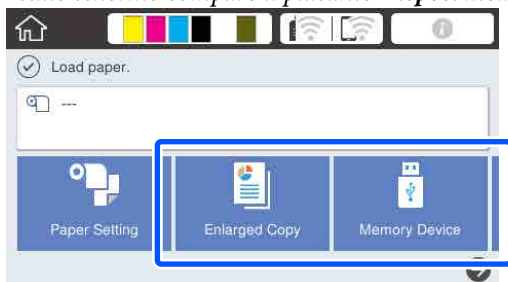 Load paper.
---
Paper Setting
Enlarged Copy
Memory Device